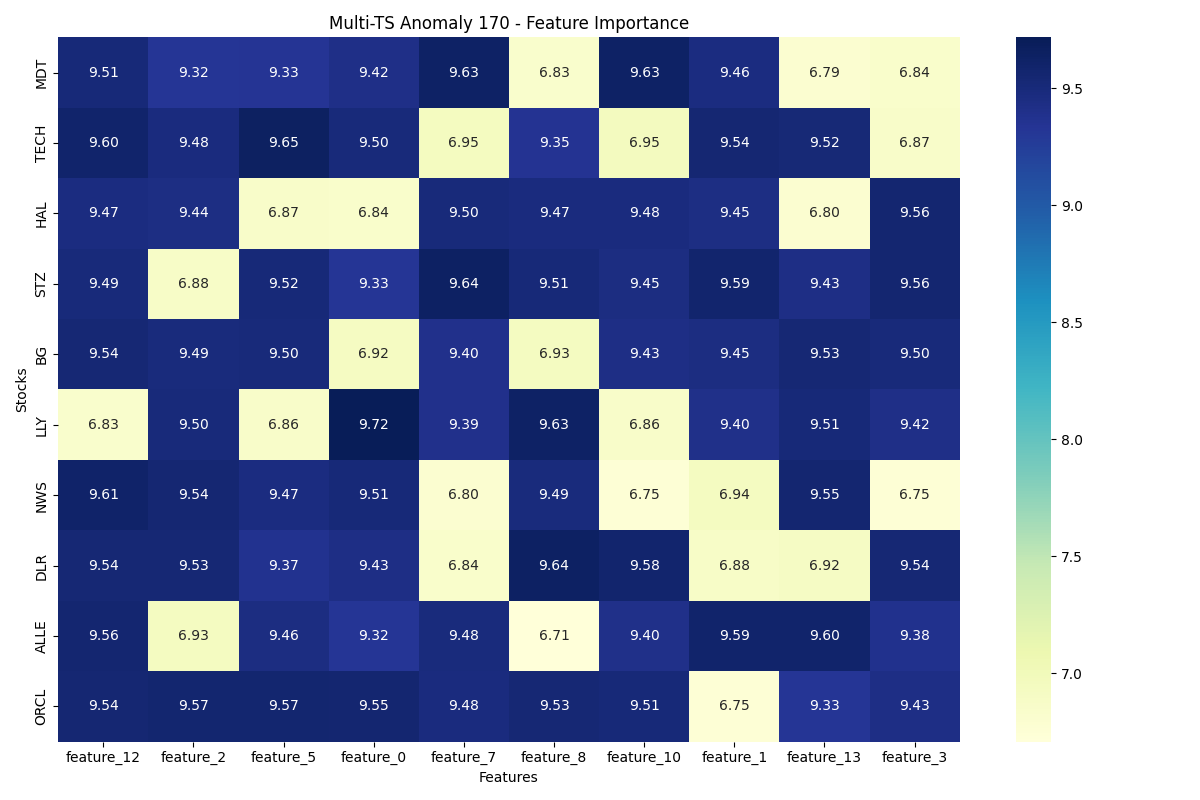 Multi-TS Anomaly 170 - Feature Importance
Stocks
MDT 9.51 9.32 9.33 9.42 9.63 6.83 9.63 9.46 6.79 6.84
TECH 9.60 9.48 9.65 9.50 6.95 9.35 6.95 9.54 9.52 6.87
HAL 9.47 9.44 6.87 6.84 9.50 9.47 9.48 9.45 6.80 9.56
STZ 9.49 6.88 9.52 9.33 9.64 9.51 9.45 9.59 9.43 9.56
BG 9.54 9.49 9.50 6.92 9.40 6.93 9.43 9.45 9.53 9.50
LLY 6.83 9.50 6.86 9.72 9.39 9.63 6.86 9.40 9.51 9.42
NWS 9.61 9.54 9.47 9.51 6.80 9.49 6.75 6.94 9.55 6.75
DLR 9.54 9.53 9.37 9.43 6.84 9.64 9.58 6.88 6.92 9.54
ALLE 9.56 6.93 9.46 9.32 9.48 6.71 9.40 9.59 9.60 9.38
ORCL 9.54 9.57 9.57 9.55 9.48 9.53 9.51 6.75 9.33 9.43
feature_12 feature_2 feature_5 feature_0 feature_7 feature_8 feature_10 feature_1 feature_13 feature_3
Features
9.5
9.0
8.5
8.0
7.5
7.0